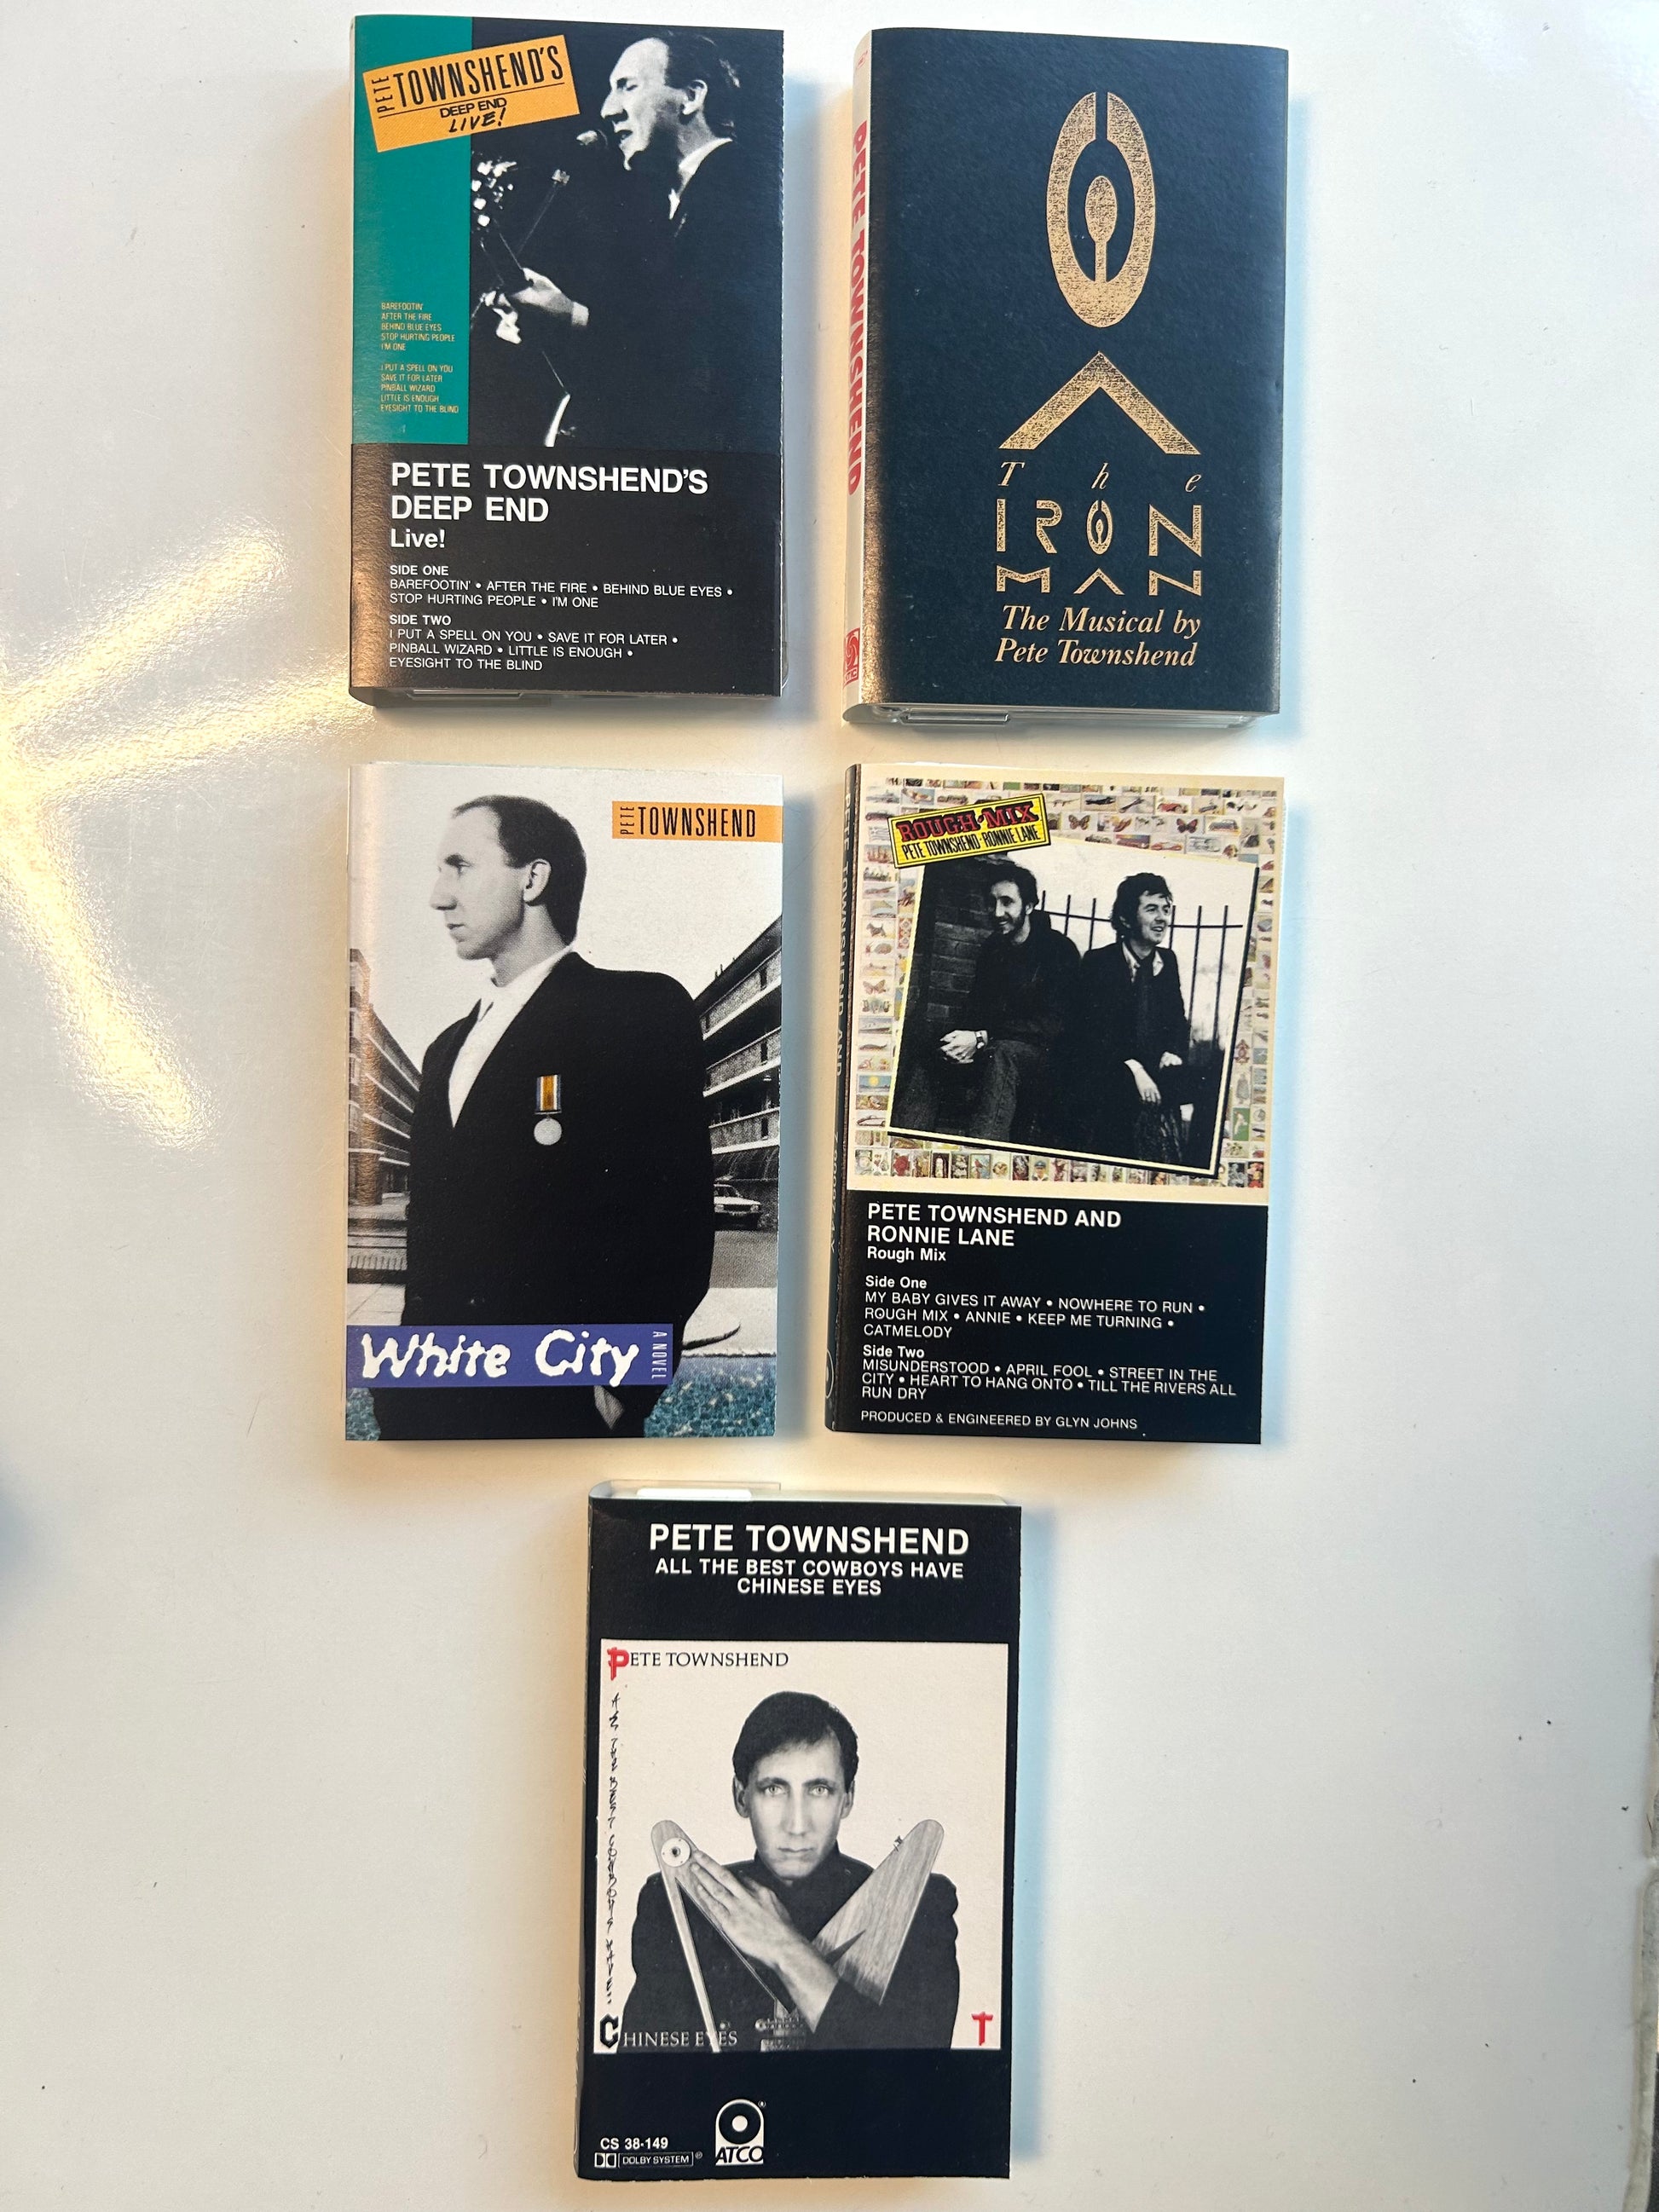 PETE TOWNSHEND'S
DEEP END
LIVE!
BAREFOOTIN'
AFTER THE FIRE
BEHIND BLUE EYES
STOP HURTING PEOPLE
I'M ONE
I PUT A SPELL ON YOU
SAVE IT FOR LATER
PINBALL WIZARD
LITTLE IS ENOUGH
EYESIGHT TO THE BLIND
PETE TOWNSHEND'S
DEEP END
Live!
SIDE ONE
BAREFOOTIN' • AFTER THE FIRE • BEHIND BLUE EYES •
STOP HURTING PEOPLE • I'M ONE
SIDE TWO
I PUT A SPELL ON YOU • SAVE IT FOR LATER •
PINBALL WIZARD • LITTLE IS ENOUGH •
EYESIGHT TO THE BLIND
PETE TOWNSHEND
The
IRON
MAN
The Musical by
Pete Townshend
PETE TOWNSHEND
White City
A NOVEL
PETE TOWNSHEND AND
ROUGH MIX
PETE TOWNSHEND · RONNIE LANE
PETE TOWNSHEND AND
RONNIE LANE
Rough Mix
Side One
MY BABY GIVES IT AWAY • NOWHERE TO RUN •
ROUGH MIX • ANNIE • KEEP ME TURNING •
CATMELODY
Side Two
MISUNDERSTOOD • APRIL FOOL • STREET IN THE
CITY • HEART TO HANG ONTO • TILL THE RIVERS ALL
RUN DRY
PRODUCED & ENGINEERED BY GLYN JOHNS
PETE TOWNSHEND
ALL THE BEST COWBOYS HAVE
CHINESE EYES
PETE TOWNSHEND
CHINESE EYES
T
CS 38-149
DOLBY SYSTEM ®
ATCO ®